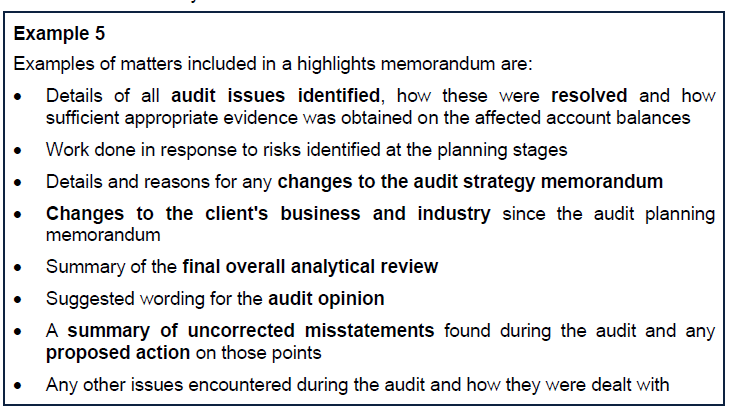 Example 5
Examples of matters included in a highlights memorandum are:
• Details of all audit issues identified, how these were resolved and how
sufficient appropriate evidence was obtained on the affected account balances
• Work done in response to risks identified at the planning stages
• Details and reasons for any changes to the audit strategy memorandum
• Changes to the client's business and industry since the audit planning
memorandum
• Summary of the final overall analytical review
• Suggested wording for the audit opinion
• A summary of uncorrected misstatements found during the audit and any
proposed action on those points
• Any other issues encountered during the audit and how they were dealt with